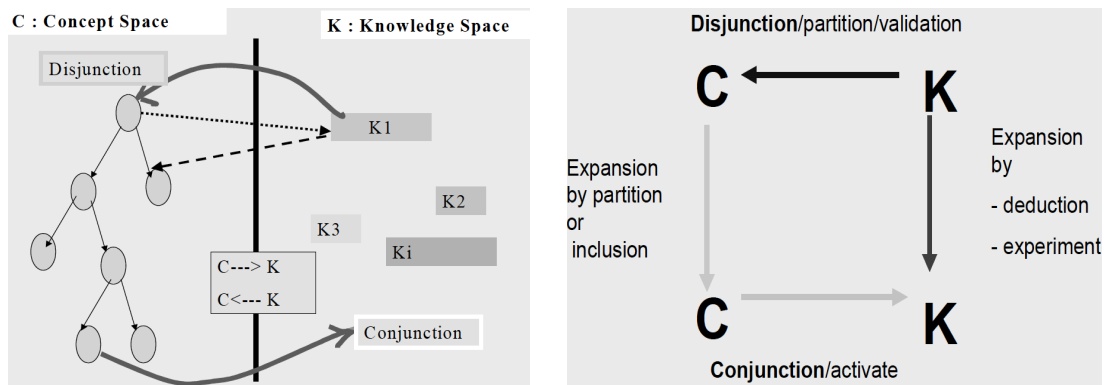 C : Concept Space
K : Knowledge Space
Disjunction
K1
K2
K3
Ki
C---> K
C<--- K
Conjunction
Disjunction/partition/validation
C
K
Expansion
by partition
or
inclusion
Expansion
by
- deduction
- experiment
C
K
Conjunction/activate